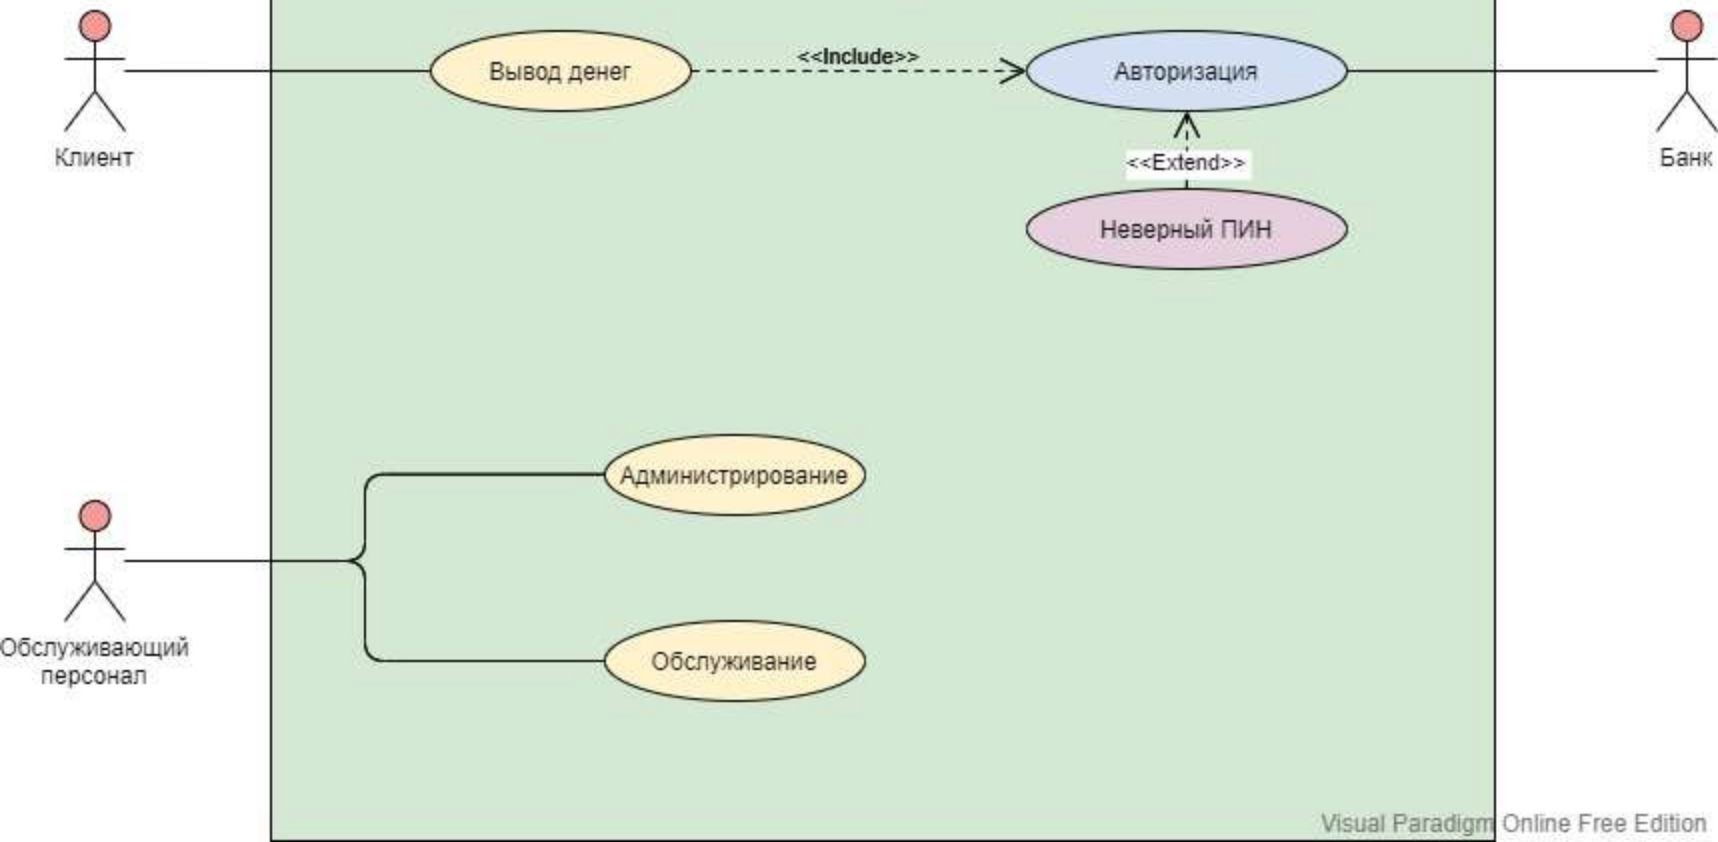 Вывод денег
<<Include>>
Авторизация
Клиент
<<Extend>>
Банк
Неверный ПИН
Администрирование
Обслуживающий
персонал
Обслуживание
Visual Paradigm Online Free Edition